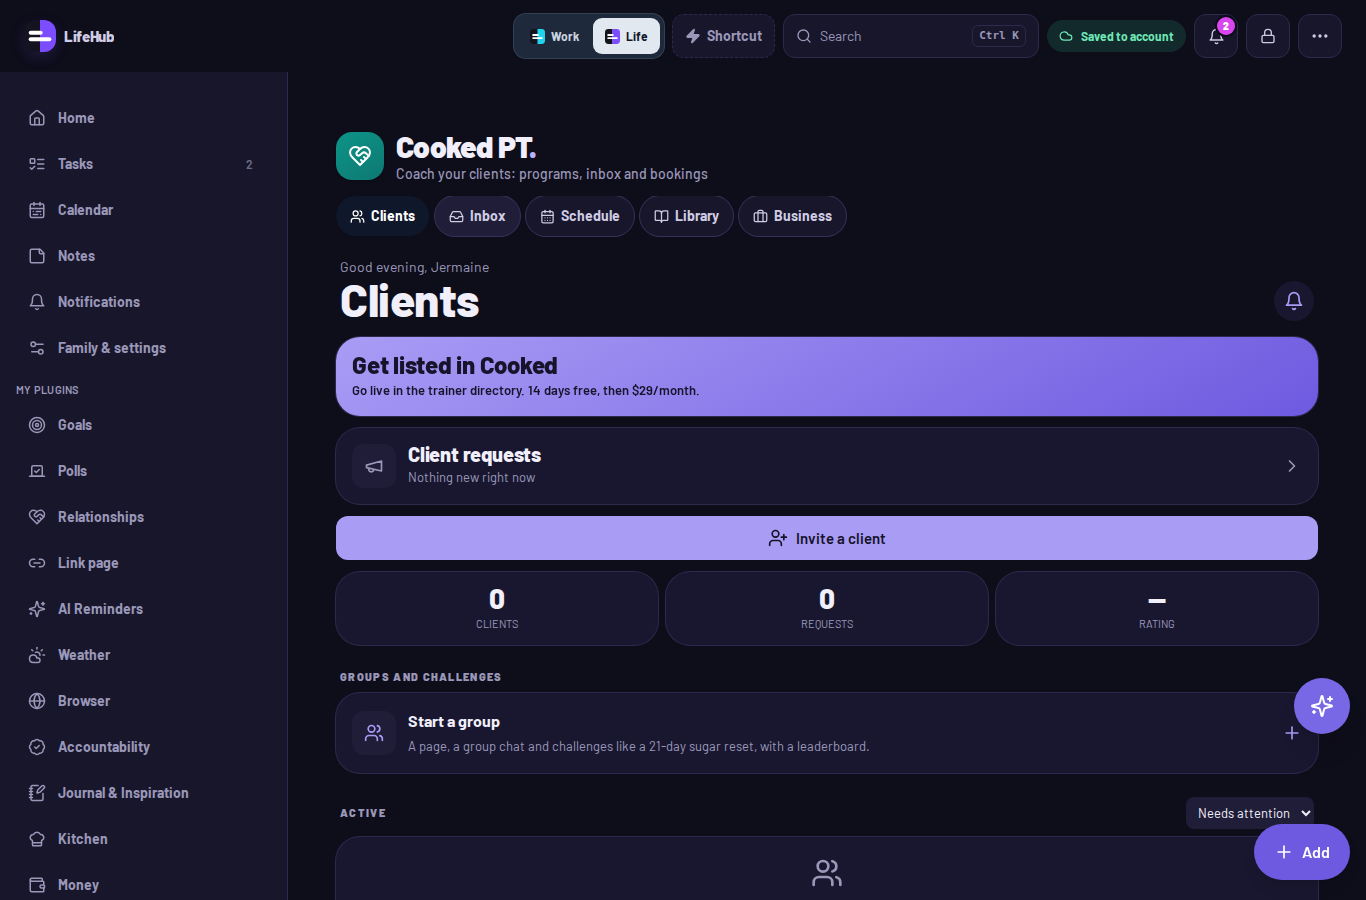 LifeHub
Work
Life
Shortcut
Search
Ctrl K
Saved to account
2
Home
Tasks
2
Calendar
Notes
Notifications
Family & settings
MY PLUGINS
Goals
Polls
Relationships
Link page
AI Reminders
Weather
Browser
Accountability
Journal & Inspiration
Kitchen
Money
Cooked PT.
Coach your clients: programs, inbox and bookings
Clients
Inbox
Schedule
Library
Business
Good evening, Jermaine
Clients
Get listed in Cooked
Go live in the trainer directory. 14 days free, then $29/month.
Client requests
Nothing new right now
Invite a client
0
CLIENTS
0
REQUESTS
–
RATING
GROUPS AND CHALLENGES
Start a group
A page, a group chat and challenges like a 21-day sugar reset, with a leaderboard.
ACTIVE
Needs attention
Add